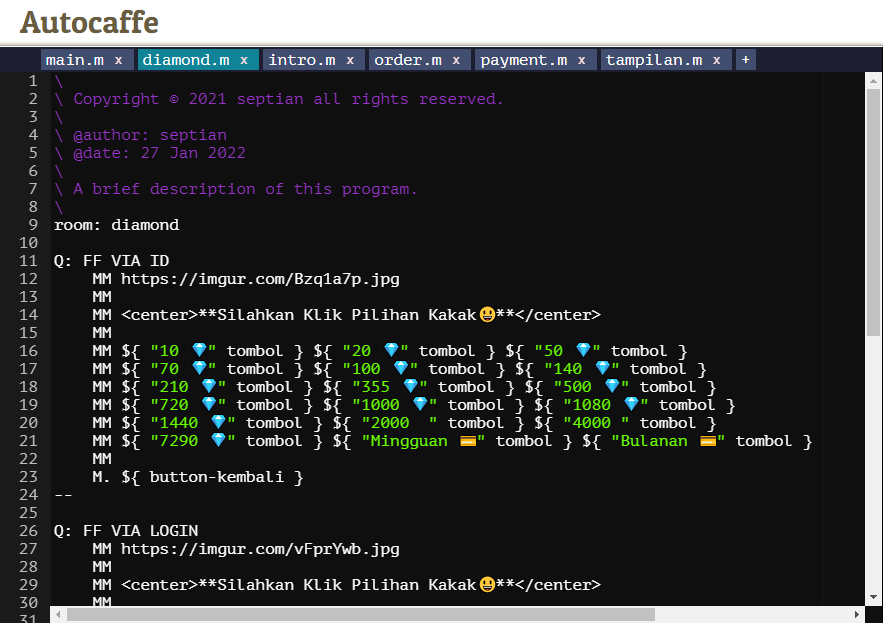 Autocaffe
main.m x diamond.m x intro.m x order.m x payment.m x tampilan.m x +
1 \
2 \ Copyright © 2021 septian all rights reserved.
3 \
4 \ @author: septian
5 \ @date: 27 Jan 2022
6 \
7 \ A brief description of this program.
8 \
9 room: diamond
10
11 Q: FF VIA ID
12     MM https://imgur.com/Bzq1a7p.jpg
13     MM
14     MM <center>**Silahkan Klik Pilihan Kakak😃**</center>
15     MM
16     MM ${ "10 💎" tombol } ${ "20 💎" tombol } ${ "50 💎" tombol }
17     MM ${ "70 💎" tombol } ${ "100 💎" tombol } ${ "140 💎" tombol }
18     MM ${ "210 💎" tombol } ${ "355 💎" tombol } ${ "500 💎" tombol }
19     MM ${ "720 💎" tombol } ${ "1000 💎" tombol } ${ "1080 💎" tombol }
20     MM ${ "1440 💎" tombol } ${ "2000  " tombol } ${ "4000 " tombol }
21     MM ${ "7290 💎" tombol } ${ "Mingguan 💳" tombol } ${ "Bulanan 💳" tombol }
22     MM
23     M. ${ button-kembali }
24 --
25
26 Q: FF VIA LOGIN
27     MM https://imgur.com/vFprYwb.jpg
28     MM
29     MM <center>**Silahkan Klik Pilihan Kakak😃**</center>
30     MM
31